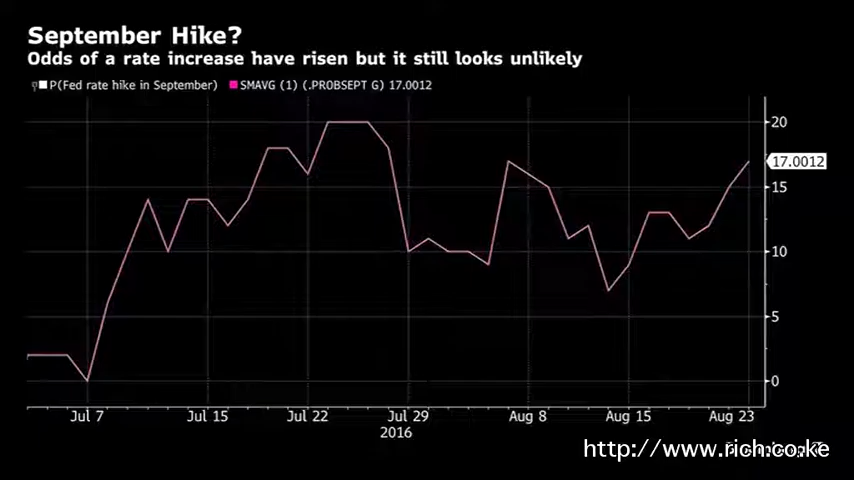 September Hike?
Odds of a rate increase have risen but it still looks unlikely
P(Fed rate hike in September) SMAVG (1) (.PROBSEPT G) 17.0012
20
17.0012
15
10
5
0
Jul 7 Jul 15 Jul 22 Jul 29 Aug 8 Aug 15 Aug 23
2016
http://www.rich.co.ke